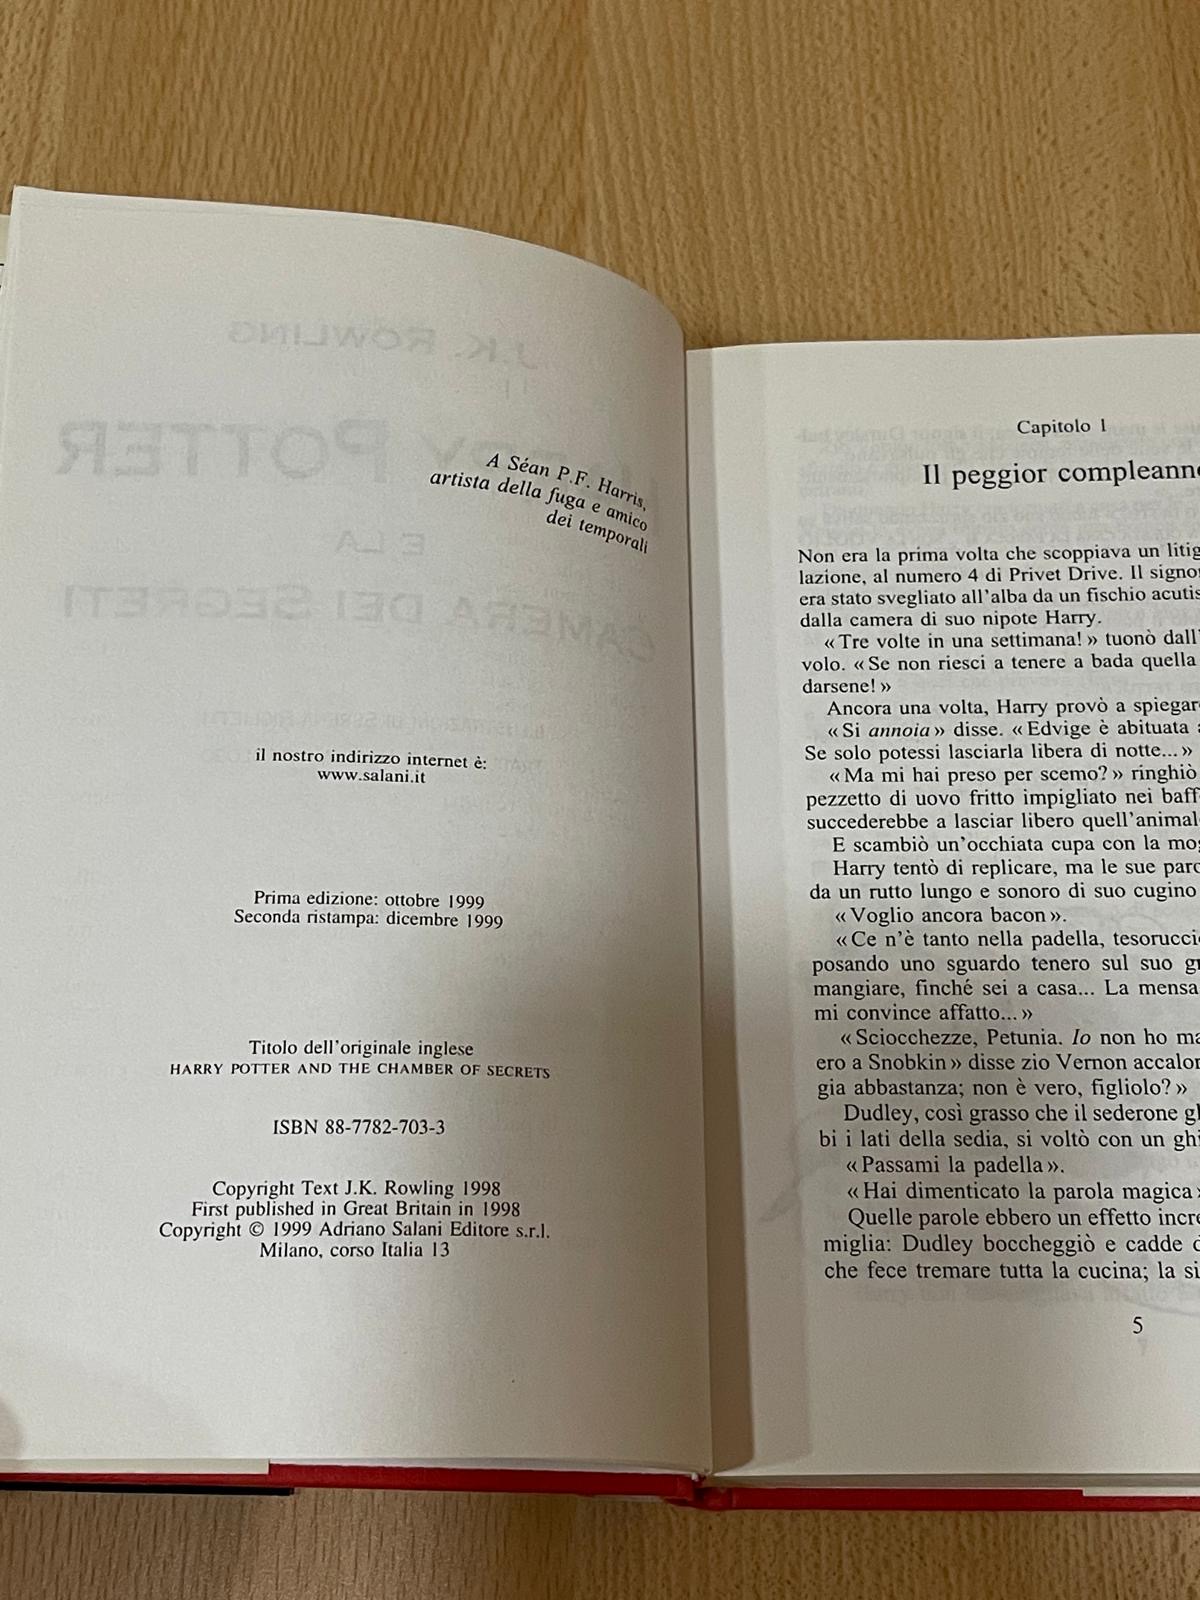 A Séan P.F. Harris,
artista della fuga e amico
dei temporali
il nostro indirizzo internet è:
www.salani.it
Prima edizione: ottobre 1999
Seconda ristampa: dicembre 1999
Titolo dell'originale inglese
HARRY POTTER AND THE CHAMBER OF SECRETS
ISBN 88-7782-703-3
Copyright Text J.K. Rowling 1998
First published in Great Britain in 1998
Copyright © 1999 Adriano Salani Editore s.r.l.
Milano, corso Italia 13
Capitolo 1
Il peggior compleanno
Non era la prima volta che scoppiava un litig
lazione, al numero 4 di Privet Drive. Il signor
era stato svegliato all'alba da un fischio acutis
dalla camera di suo nipote Harry.
«Tre volte in una settimana!» tuonò dall'
volo. «Se non riesci a tenere a bada quella
darsene!»
Ancora una volta, Harry provò a spiegar
«Si annoia» disse. «Edvige è abituata a
Se solo potessi lasciarla libera di notte...»
«Ma mi hai preso per scemo?» ringhiò
pezzetto di uovo fritto impigliato nei baff
succederebbe a lasciar libero quell'animal
E scambiò un'occhiata cupa con la mog
Harry tentò di replicare, ma le sue paro
da un rutto lungo e sonoro di suo cugino
«Voglio ancora bacon».
«Ce n'è tanto nella padella, tesorucci
posando uno sguardo tenero sul suo gr
mangiare, finché sei a casa... La mensa
mi convince affatto...»
«Sciocchezze, Petunia. Io non ho ma
ero a Snobkin» disse zio Vernon accalor
gia abbastanza; non è vero, figliolo?»
Dudley, così grasso che il sederone gl
bi i lati della sedia, si voltò con un ghi
«Passami la padella».
«Hai dimenticato la parola magica»
Quelle parole ebbero un effetto incre
miglia: Dudley boccheggiò e cadde d
che fece tremare tutta la cucina; la si
5